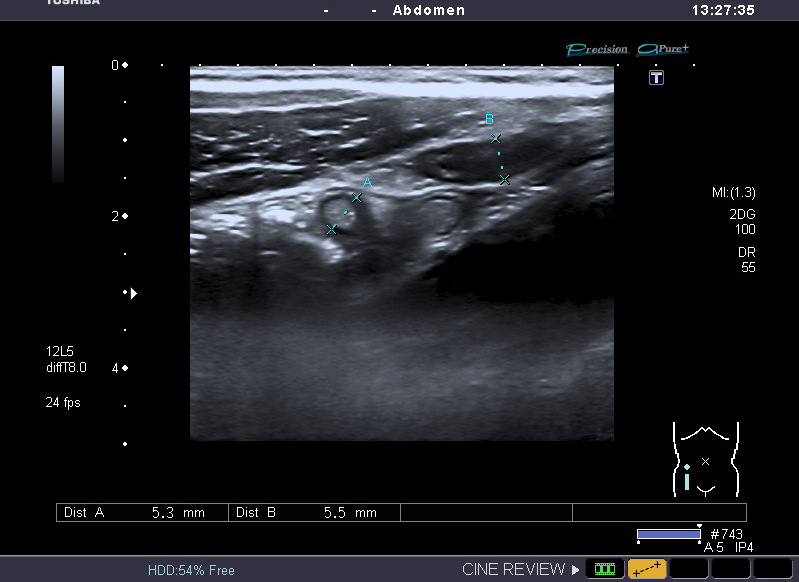 TOSHIBA
- - Abdomen 13:27:35
Precision APure+
T
0
B
A
2
4
MI:(1.3)
2DG
100
DR
55
12L5
diffT8.0
24 fps
i
Dist A 5.3 mm Dist B 5.5 mm
#743
A 5 IP4
HDD:54% Free CINE REVIEW